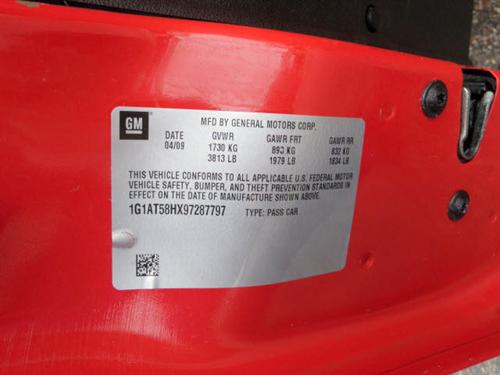 GM
MFD BY GENERAL MOTORS CORP.
DATE GVWR GAWR FRT GAWR RR
04/09 1730 KG 893 KG 832 KG
3813 LB 1979 LB 1834 LB
THIS VEHICLE CONFORMS TO ALL APPLICABLE U.S. FEDERAL MOTOR
VEHICLE SAFETY, BUMPER, AND THEFT PREVENTION STANDARDS IN
EFFECT ON THE DATE OF MANUFACTURE SHOWN ABOVE.
1G1AT58HX97287797 TYPE: PASS CAR